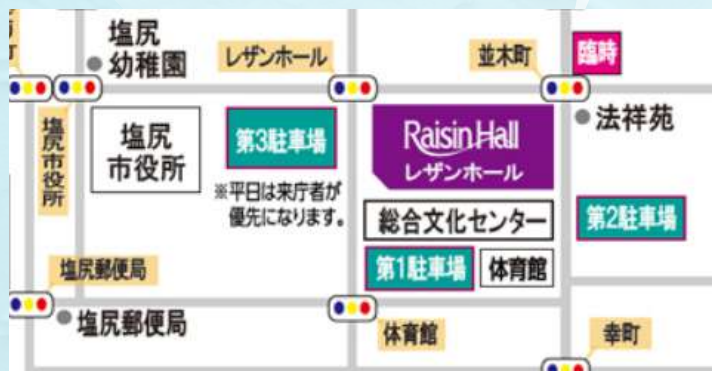 塩尻
幼稚園
レザンホール
並木町
臨時
塩尻市役所
塩尻
市役所
第3駐車場
※平日は来庁者が
優先になります。
Raisin Hall
レザンホール
法祥苑
総合文化センター
第2駐車場
第1駐車場
体育館
塩尻郵便局
塩尻郵便局
体育館
幸町